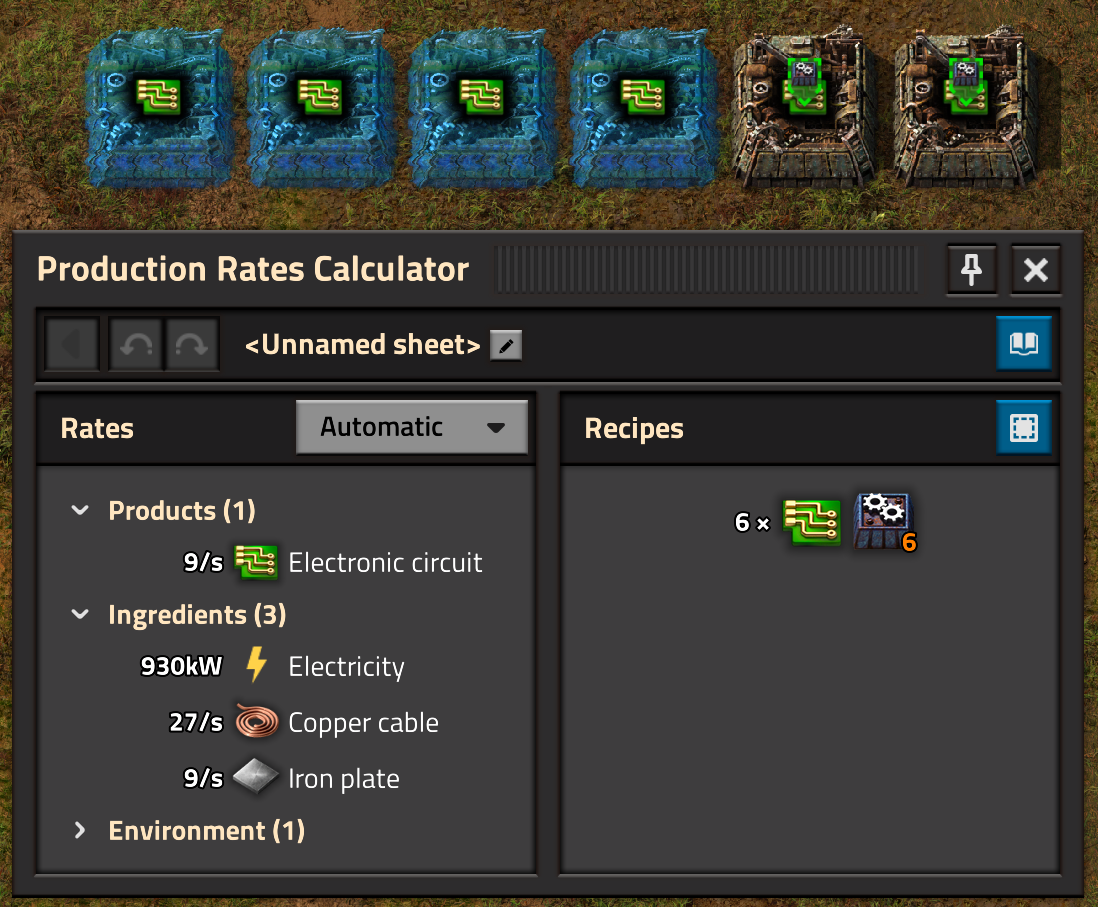 Production Rates Calculator
<Unnamed sheet>
Rates
Automatic
Recipes
Products (1)
9/s Electronic circuit
Ingredients (3)
930kW Electricity
27/s Copper cable
9/s Iron plate
Environment (1)
6 ×
6